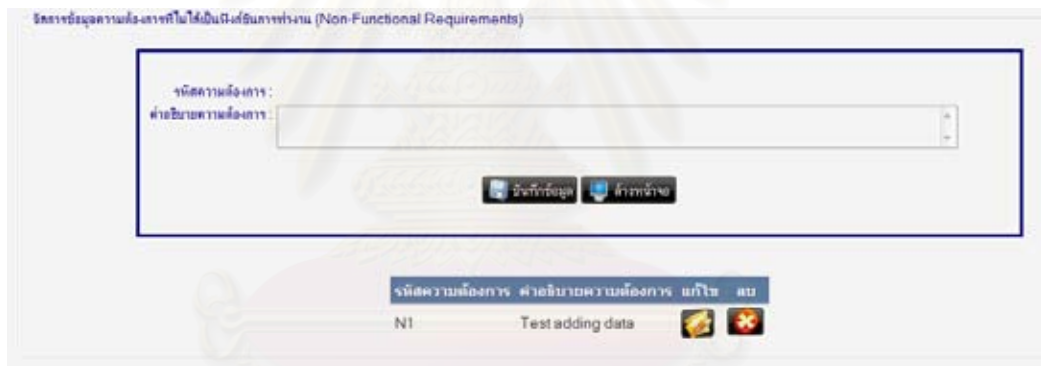 จัดการข้อมูลความต้องการที่ไม่ได้เป็นฟังก์ชันการทำงาน (Non-Functional Requirements)
รหัสความต้องการ :
คำอธิบายความต้องการ :
บันทึกข้อมูล ล้างหน้าจอ
รหัสความต้องการ คำอธิบายความต้องการ แก้ไข ลบ
N1 Test adding data